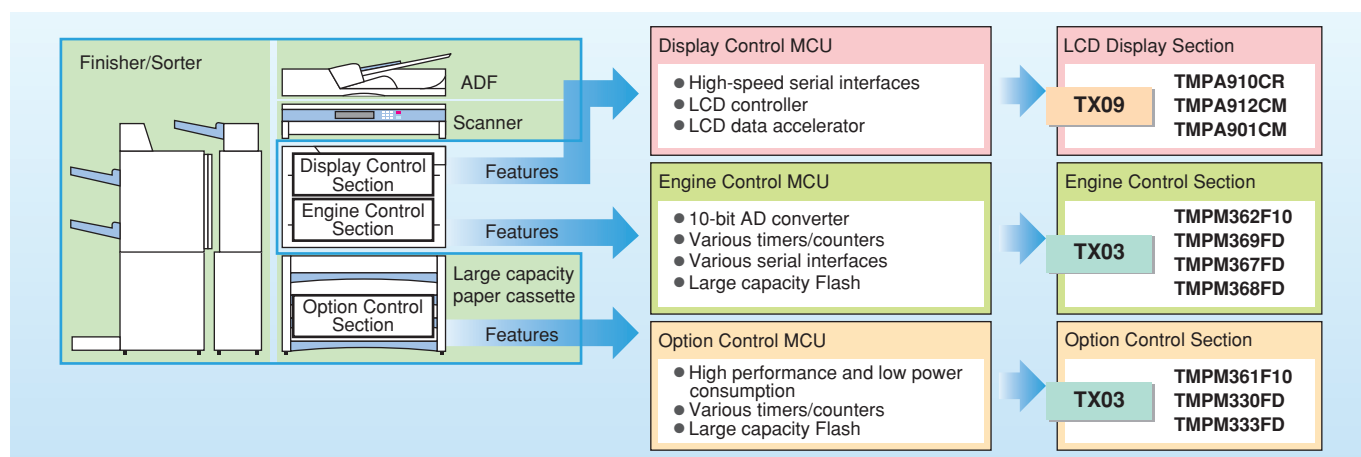 Finisher/Sorter
ADF
Scanner
Display Control
Section
Engine Control
Section
Large capacity
paper cassette
Option Control
Section
Features
Features
Features
Display Control MCU
● High-speed serial interfaces
● LCD controller
● LCD data accelerator
LCD Display Section
TX09
TMPA910CR
TMPA912CM
TMPA901CM
Engine Control MCU
● 10-bit AD converter
● Various timers/counters
● Various serial interfaces
● Large capacity Flash
Engine Control Section
TX03
TMPM362F10
TMPM369FD
TMPM367FD
TMPM368FD
Option Control MCU
● High performance and low power
consumption
● Various timers/counters
● Large capacity Flash
Option Control Section
TX03
TMPM361F10
TMPM330FD
TMPM333FD